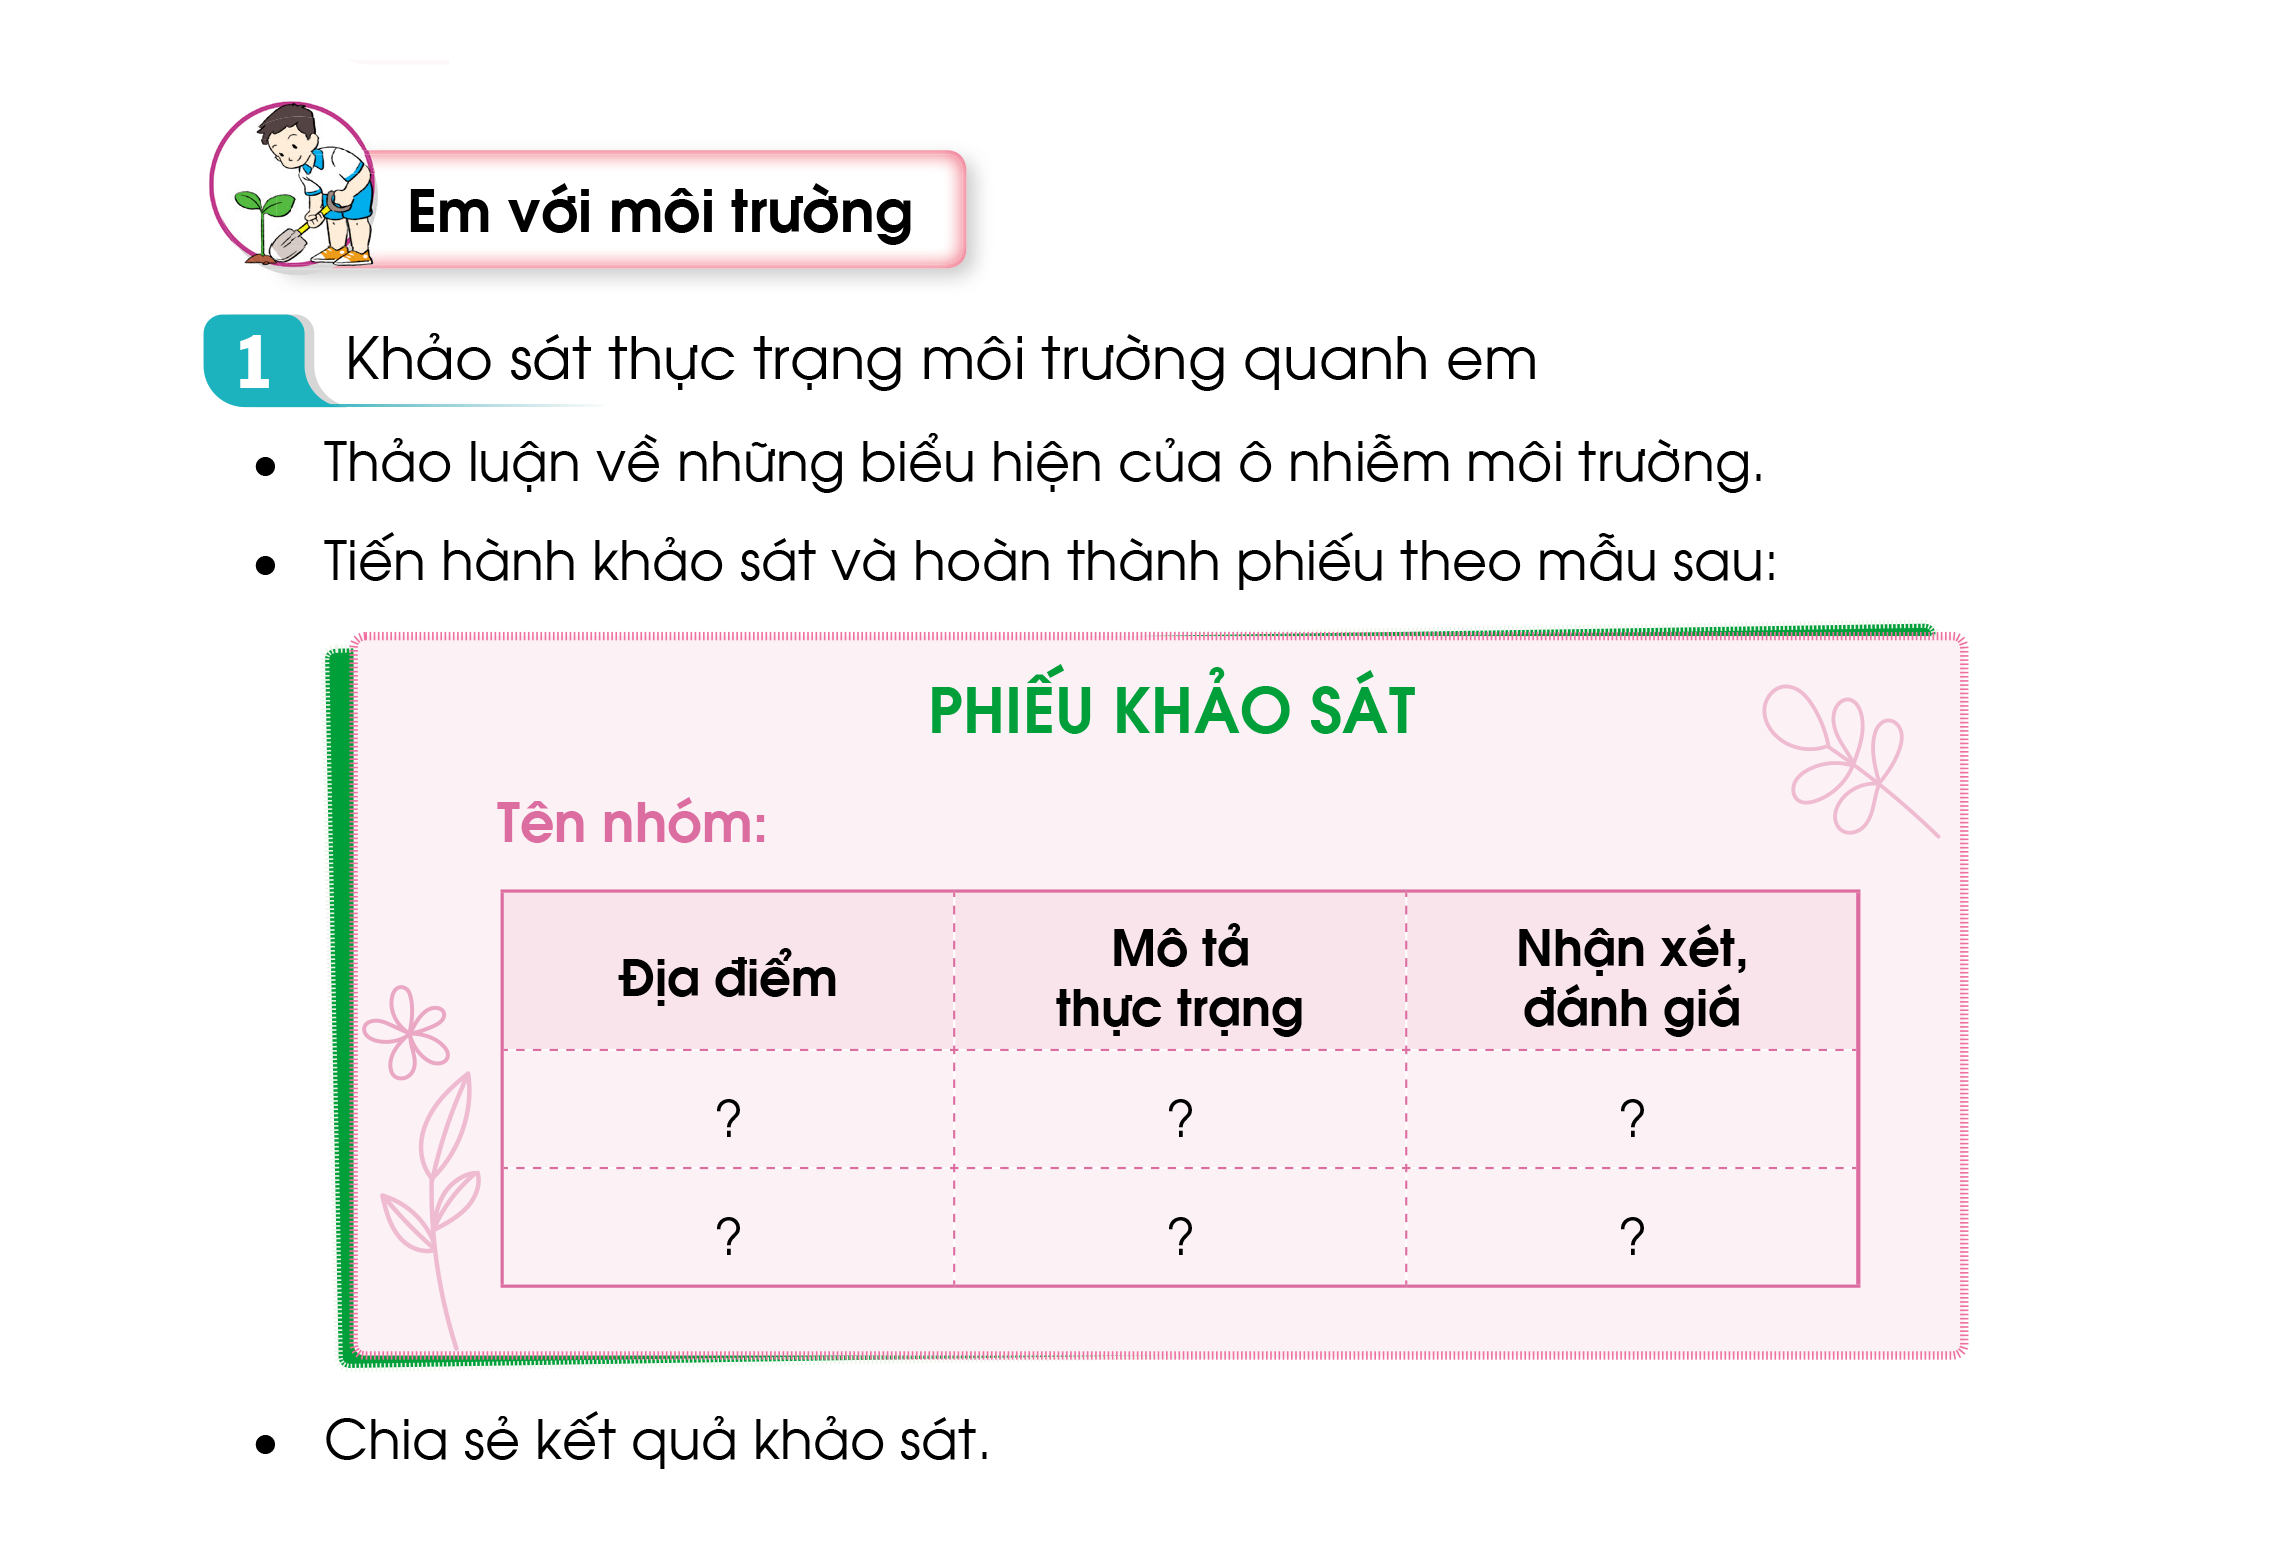 Em với môi trường
1 Khảo sát thực trạng môi trường quanh em
• Thảo luận về những biểu hiện của ô nhiễm môi trường.
• Tiến hành khảo sát và hoàn thành phiếu theo mẫu sau:
PHIẾU KHẢO SÁT
Tên nhóm:
Địa điểm
Mô tả
thực trạng
Nhận xét,
đánh giá
? ? ?
? ? ?
• Chia sẻ kết quả khảo sát.